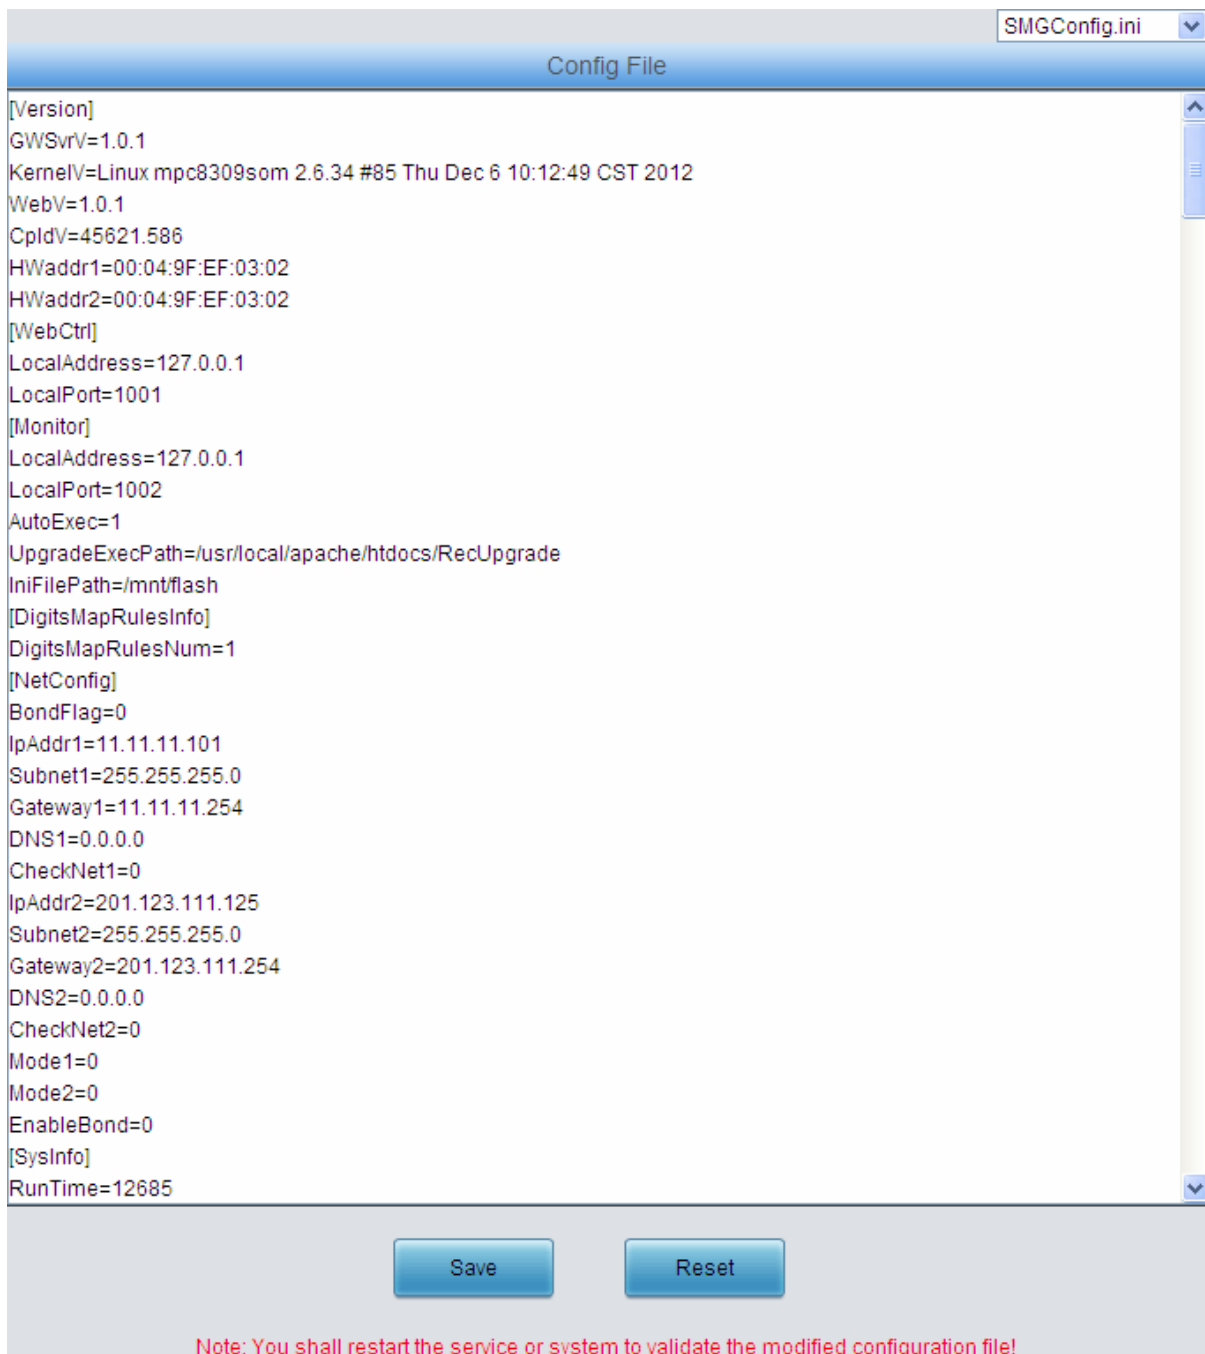 SMGConfig.ini
Config File
[Version]
GWSvrV=1.0.1
KernelV=Linux mpc8309som 2.6.34 #85 Thu Dec 6 10:12:49 CST 2012
WebV=1.0.1
CpldV=45621.586
HWaddr1=00:04:9F:EF:03:02
HWaddr2=00:04:9F:EF:03:02
[WebCtrl]
LocalAddress=127.0.0.1
LocalPort=1001
[Monitor]
LocalAddress=127.0.0.1
LocalPort=1002
AutoExec=1
UpgradeExecPath=/usr/local/apache/htdocs/RecUpgrade
IniFilePath=/mnt/flash
[DigitsMapRulesInfo]
DigitsMapRulesNum=1
[NetConfig]
BondFlag=0
IpAddr1=11.11.11.101
Subnet1=255.255.255.0
Gateway1=11.11.11.254
DNS1=0.0.0.0
CheckNet1=0
IpAddr2=201.123.111.125
Subnet2=255.255.255.0
Gateway2=201.123.111.254
DNS2=0.0.0.0
CheckNet2=0
Mode1=0
Mode2=0
EnableBond=0
[SysInfo]
RunTime=12685
Save Reset
Note: You shall restart the service or system to validate the modified configuration file!